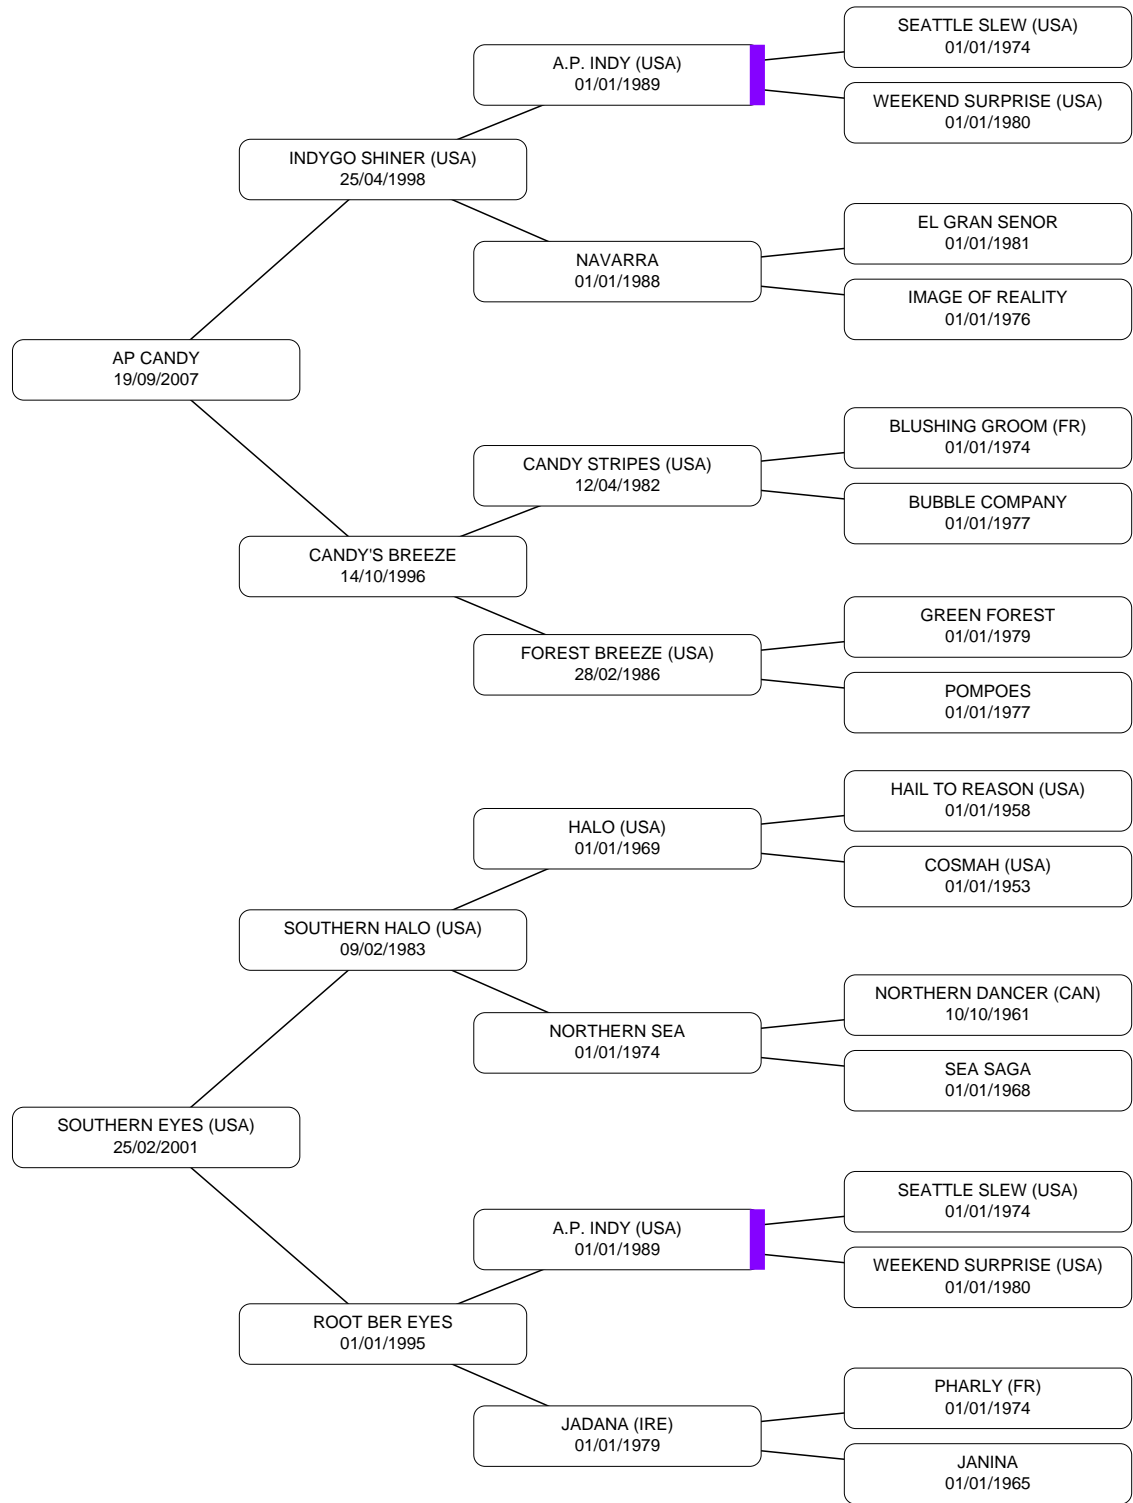 SEATTLE SLEW (USA)
01/01/1974
A.P. INDY (USA)
01/01/1989
WEEKEND SURPRISE (USA)
01/01/1980
INDYGO SHINER (USA)
25/04/1998
EL GRAN SENOR
01/01/1981
NAVARRA
01/01/1988
IMAGE OF REALITY
01/01/1976
AP CANDY
19/09/2007
BLUSHING GROOM (FR)
01/01/1974
CANDY STRIPES (USA)
12/04/1982
BUBBLE COMPANY
01/01/1977
CANDY'S BREEZE
14/10/1996
GREEN FOREST
01/01/1979
FOREST BREEZE (USA)
28/02/1986
POMPOES
01/01/1977
HAIL TO REASON (USA)
01/01/1958
HALO (USA)
01/01/1969
COSMAH (USA)
01/01/1953
SOUTHERN HALO (USA)
09/02/1983
NORTHERN DANCER (CAN)
10/10/1961
NORTHERN SEA
01/01/1974
SEA SAGA
01/01/1968
SOUTHERN EYES (USA)
25/02/2001
SEATTLE SLEW (USA)
01/01/1974
A.P. INDY (USA)
01/01/1989
WEEKEND SURPRISE (USA)
01/01/1980
ROOT BER EYES
01/01/1995
PHARLY (FR)
01/01/1974
JADANA (IRE)
01/01/1979
JANINA
01/01/1965